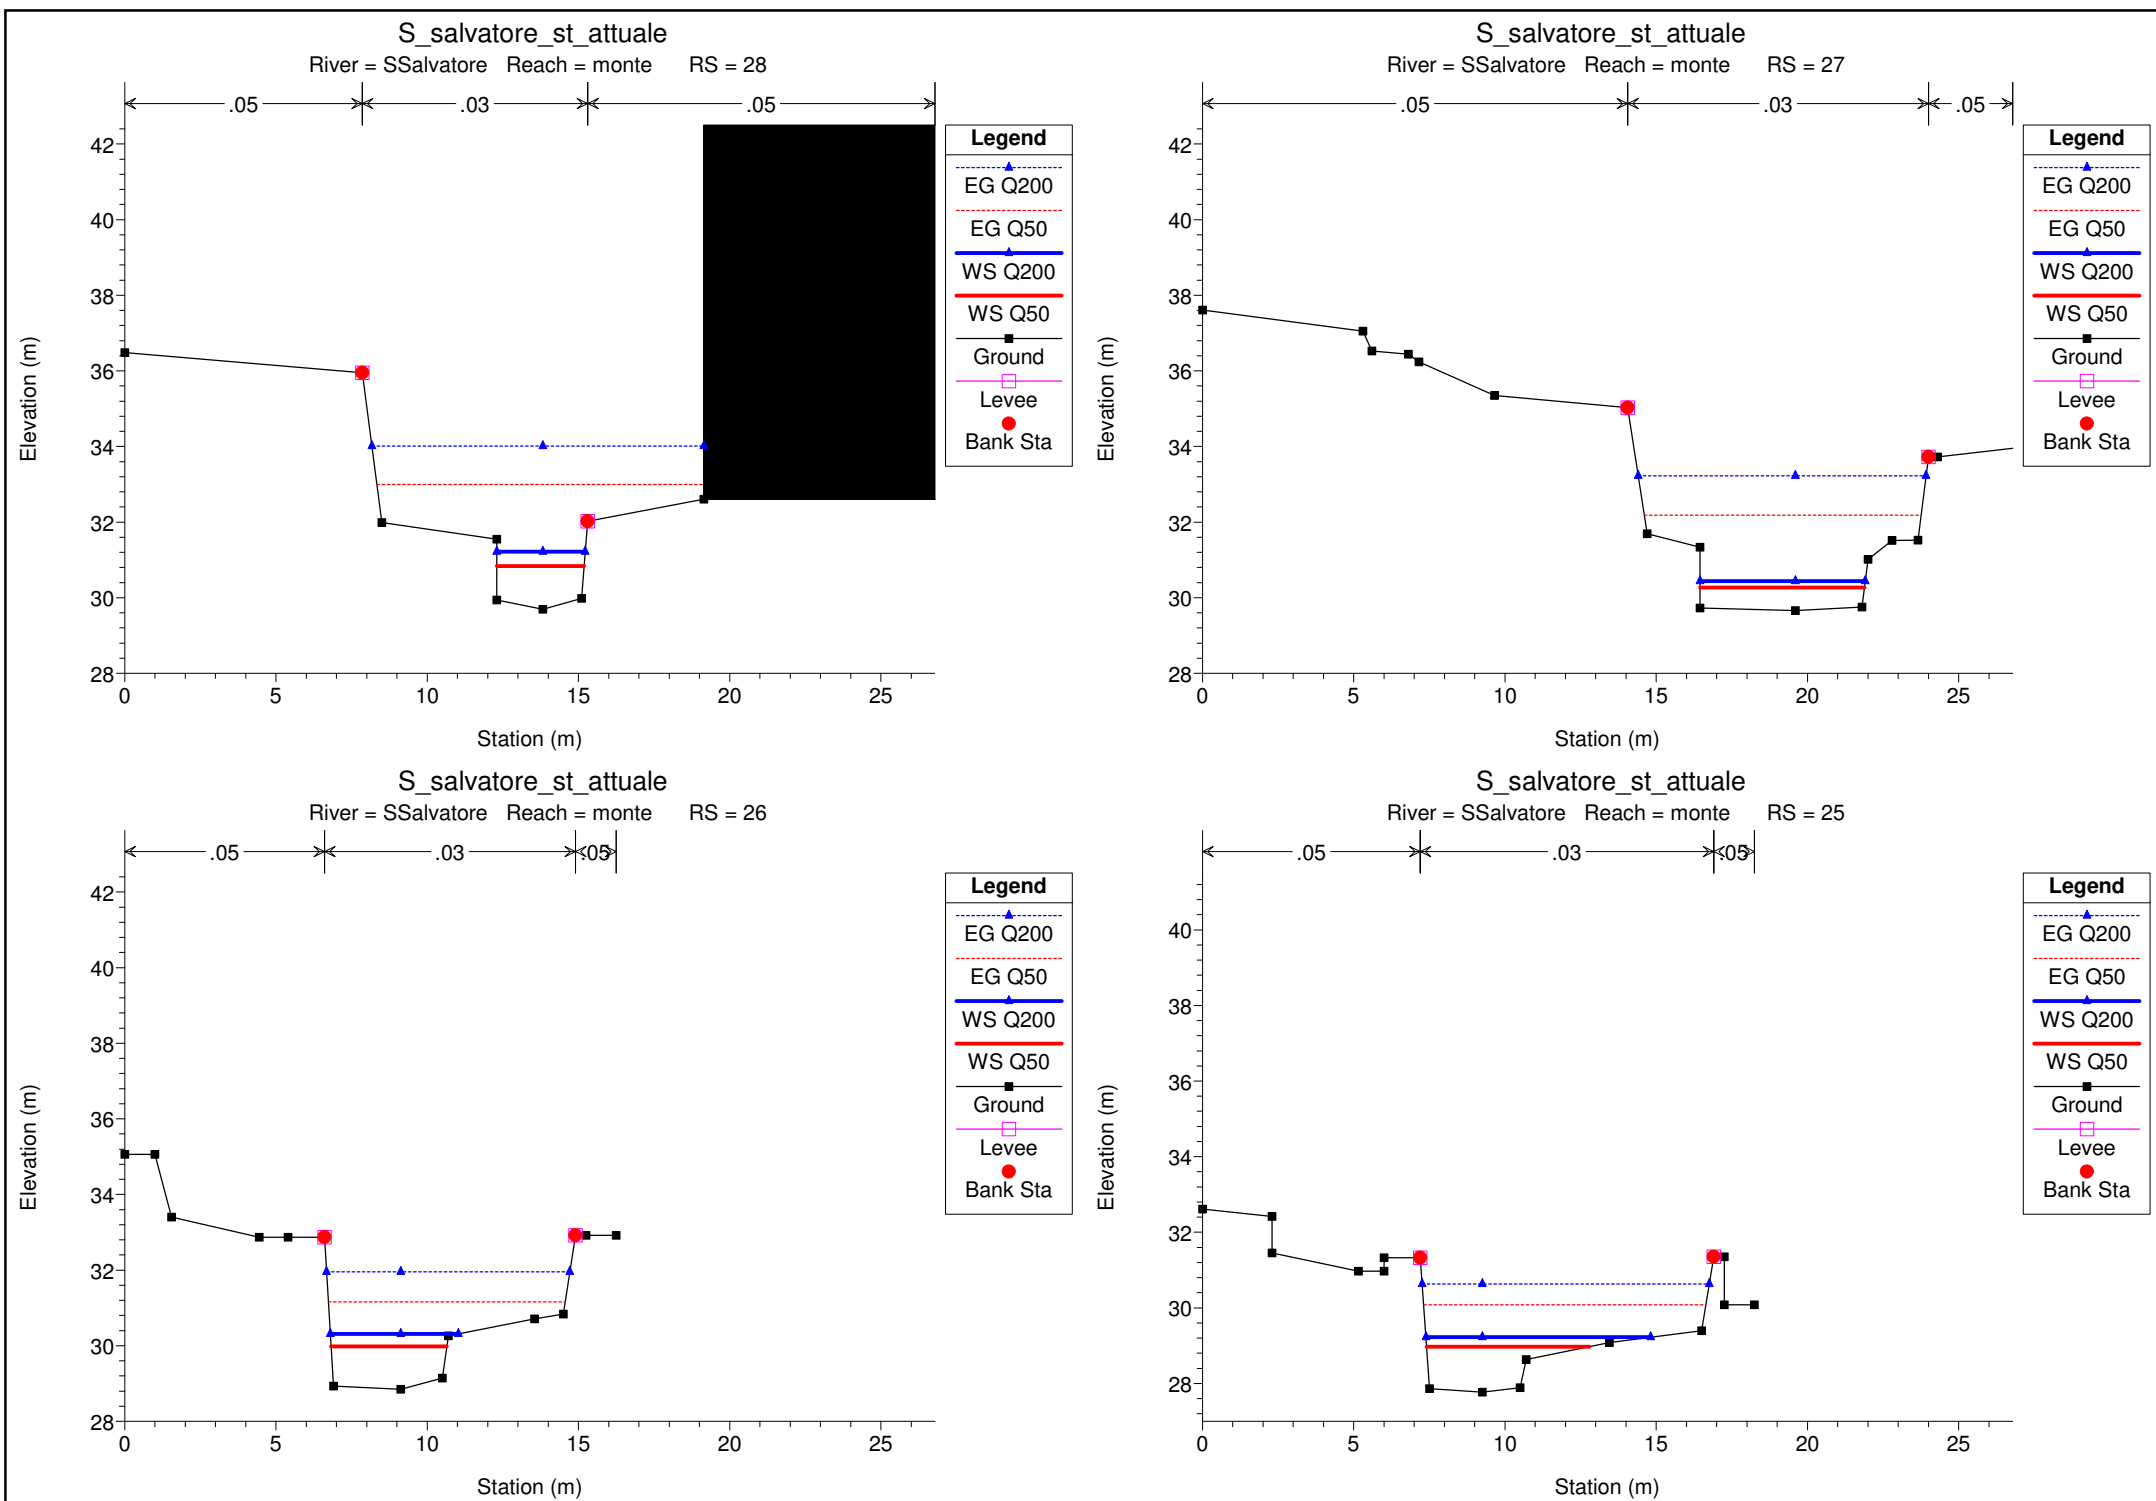 S_salvatore_st_attuale
River = SSalvatore Reach = monte RS = 28
.05 .03 .05
42
40
38
36
34
32
30
28
0 5 10 15 20 25
Elevation (m)
Station (m)
Legend
EG Q200
EG Q50
WS Q200
WS Q50
Ground
Levee
Bank Sta
S_salvatore_st_attuale
River = SSalvatore Reach = monte RS = 27
.05 .03 .05
42
40
38
36
34
32
30
28
0 5 10 15 20 25
Elevation (m)
Station (m)
Legend
EG Q200
EG Q50
WS Q200
WS Q50
Ground
Levee
Bank Sta
S_salvatore_st_attuale
River = SSalvatore Reach = monte RS = 26
.05 .03 .05
42
40
38
36
34
32
30
28
0 5 10 15 20 25
Elevation (m)
Station (m)
Legend
EG Q200
EG Q50
WS Q200
WS Q50
Ground
Levee
Bank Sta
S_salvatore_st_attuale
River = SSalvatore Reach = monte RS = 25
.05 .03 .05
40
38
36
34
32
30
28
0 5 10 15 20 25
Elevation (m)
Station (m)
Legend
EG Q200
EG Q50
WS Q200
WS Q50
Ground
Levee
Bank Sta